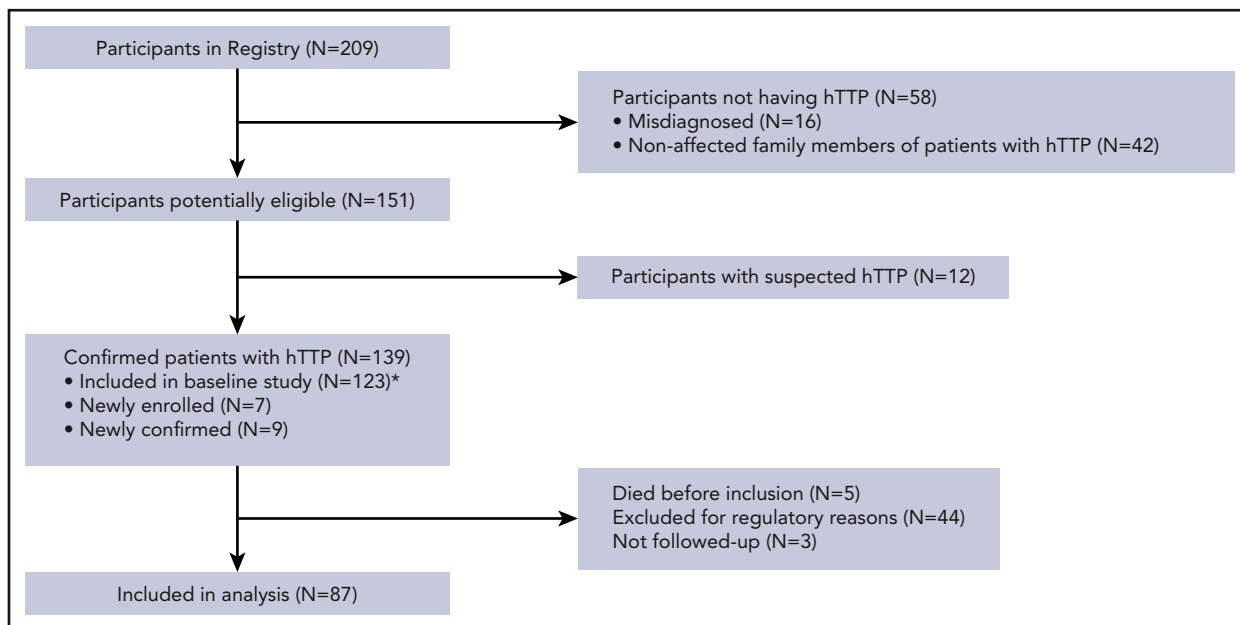 Participants in Registry (N=209)
Participants not having hTTP (N=58)
• Misdiagnosed (N=16)
• Non-affected family members of patients with hTTP (N=42)
Participants potentially eligible (N=151)
Participants with suspected hTTP (N=12)
Confirmed patients with hTTP (N=139)
• Included in baseline study (N=123)*
• Newly enrolled (N=7)
• Newly confirmed (N=9)
Died before inclusion (N=5)
Excluded for regulatory reasons (N=44)
Not followed-up (N=3)
Included in analysis (N=87)